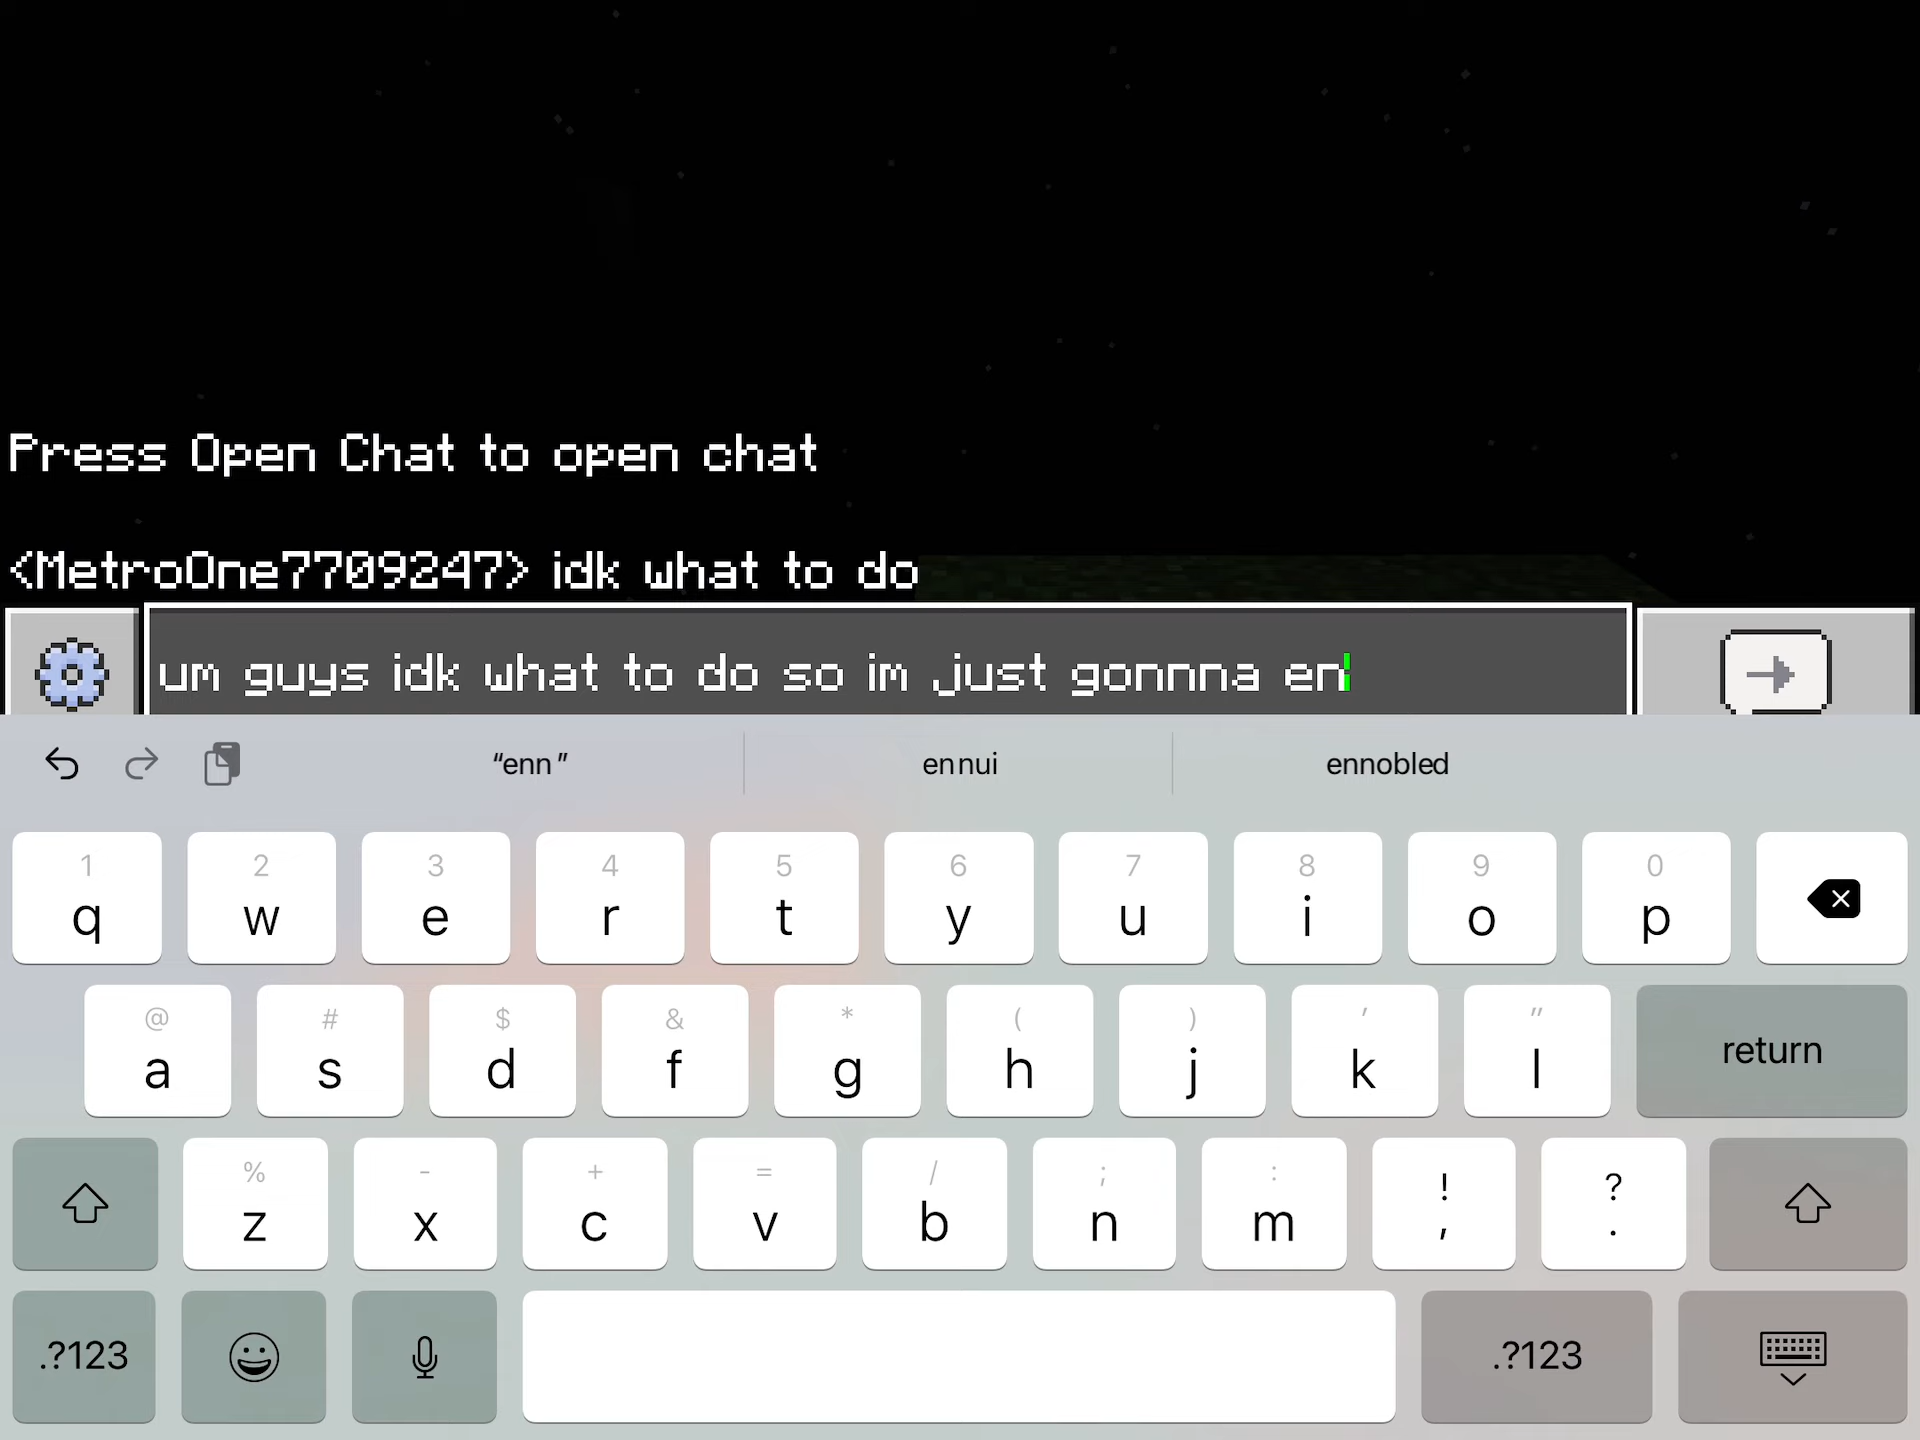 Press Open Chat to open chat
<MetroOne7709247> idk what to do
um guys idk what to do so im just gonnna en
“enn” ennui ennobled
1 2 3 4 5 6 7 8 9 0
q w e r t y u i o p
@ # $ & * ( ) ' "
a s d f g h j k l return
% - + = / ; : ! ?
z x c v b n m , .
.?123 .?123